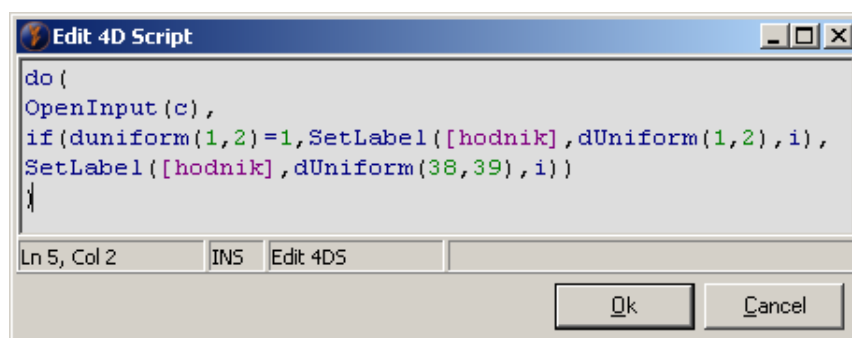 Edit 4D Script
do(
OpenInput(c),
if(duniform(1,2)=1,SetLabel([hodnik],dUniform(1,2),i),
SetLabel([hodnik],dUniform(38,39),i))
)
Ln 5, Col 2 INS Edit 4DS
Ok Cancel